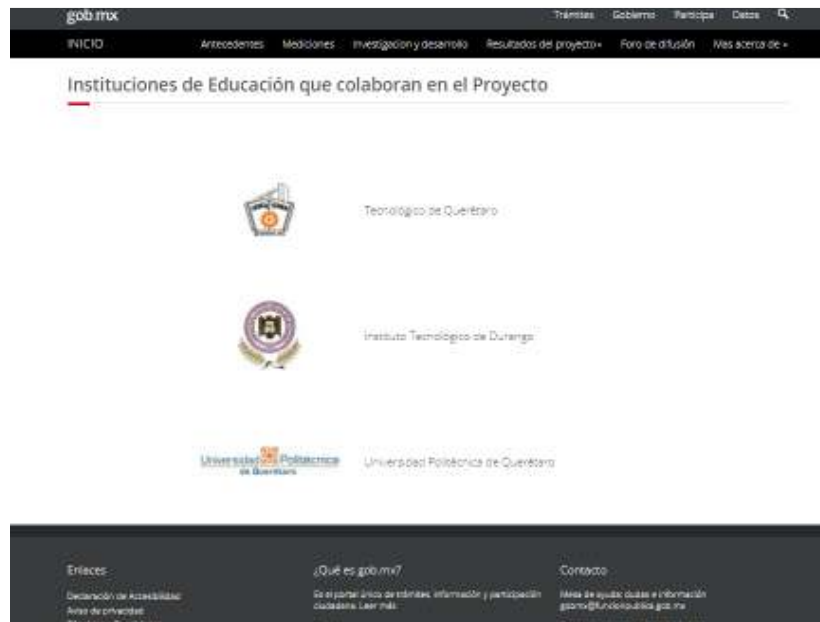 gob.mx
Trámites Gobierno Participa Datos
INICIO Antecedentes Mediciones Investigación y desarrollo Resultados del proyecto Foro de difusión Mas acerca de
Instituciones de Educación que colaboran en el Proyecto
Tecnológico de Querétaro
Instituto Tecnológico de Durango
Universidad Politécnica
de Querétaro
Universidad Politécnica de Querétaro
Enlaces
¿Qué es gob.mx?
Contacto
Declaración de Accesibilidad
Aviso de privacidad
Es el portal único de trámites, información y participación
ciudadana. Leer más
Mesa de ayuda: dudas e información
gobmx@funcionpublica.gob.mx